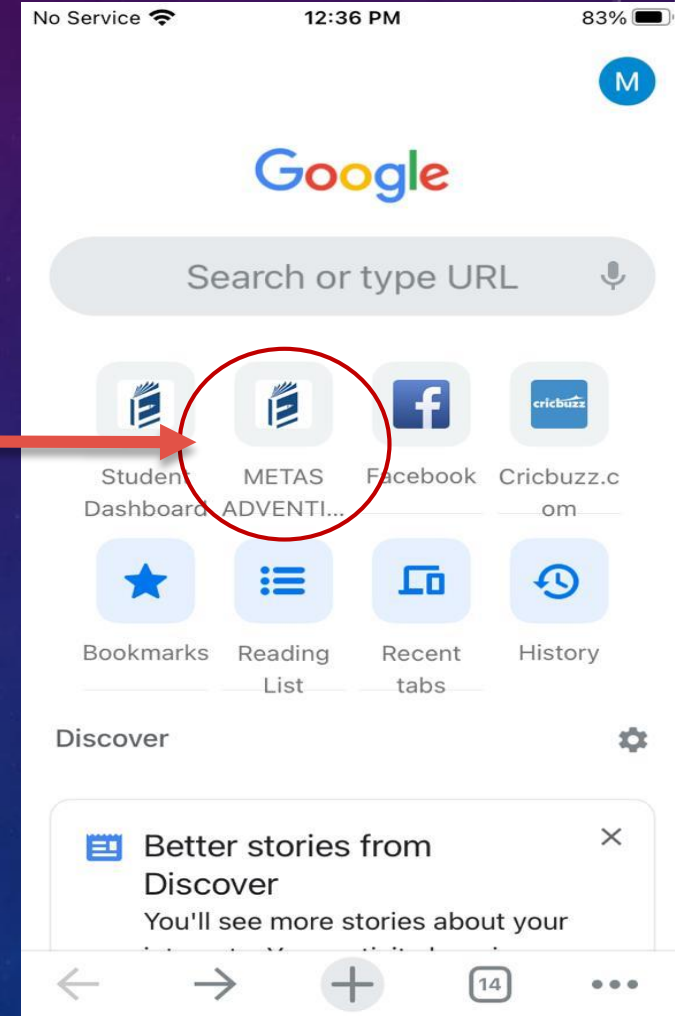 No Service 12:36 PM 83%
M
Google
Search or type URL
cricbuzz
Student METAS Facebook Cricbuzz.c
Dashboard ADVENTI... om
Bookmarks Reading Recent History
List tabs
Discover
Better stories from
Discover
You'll see more stories about your
14